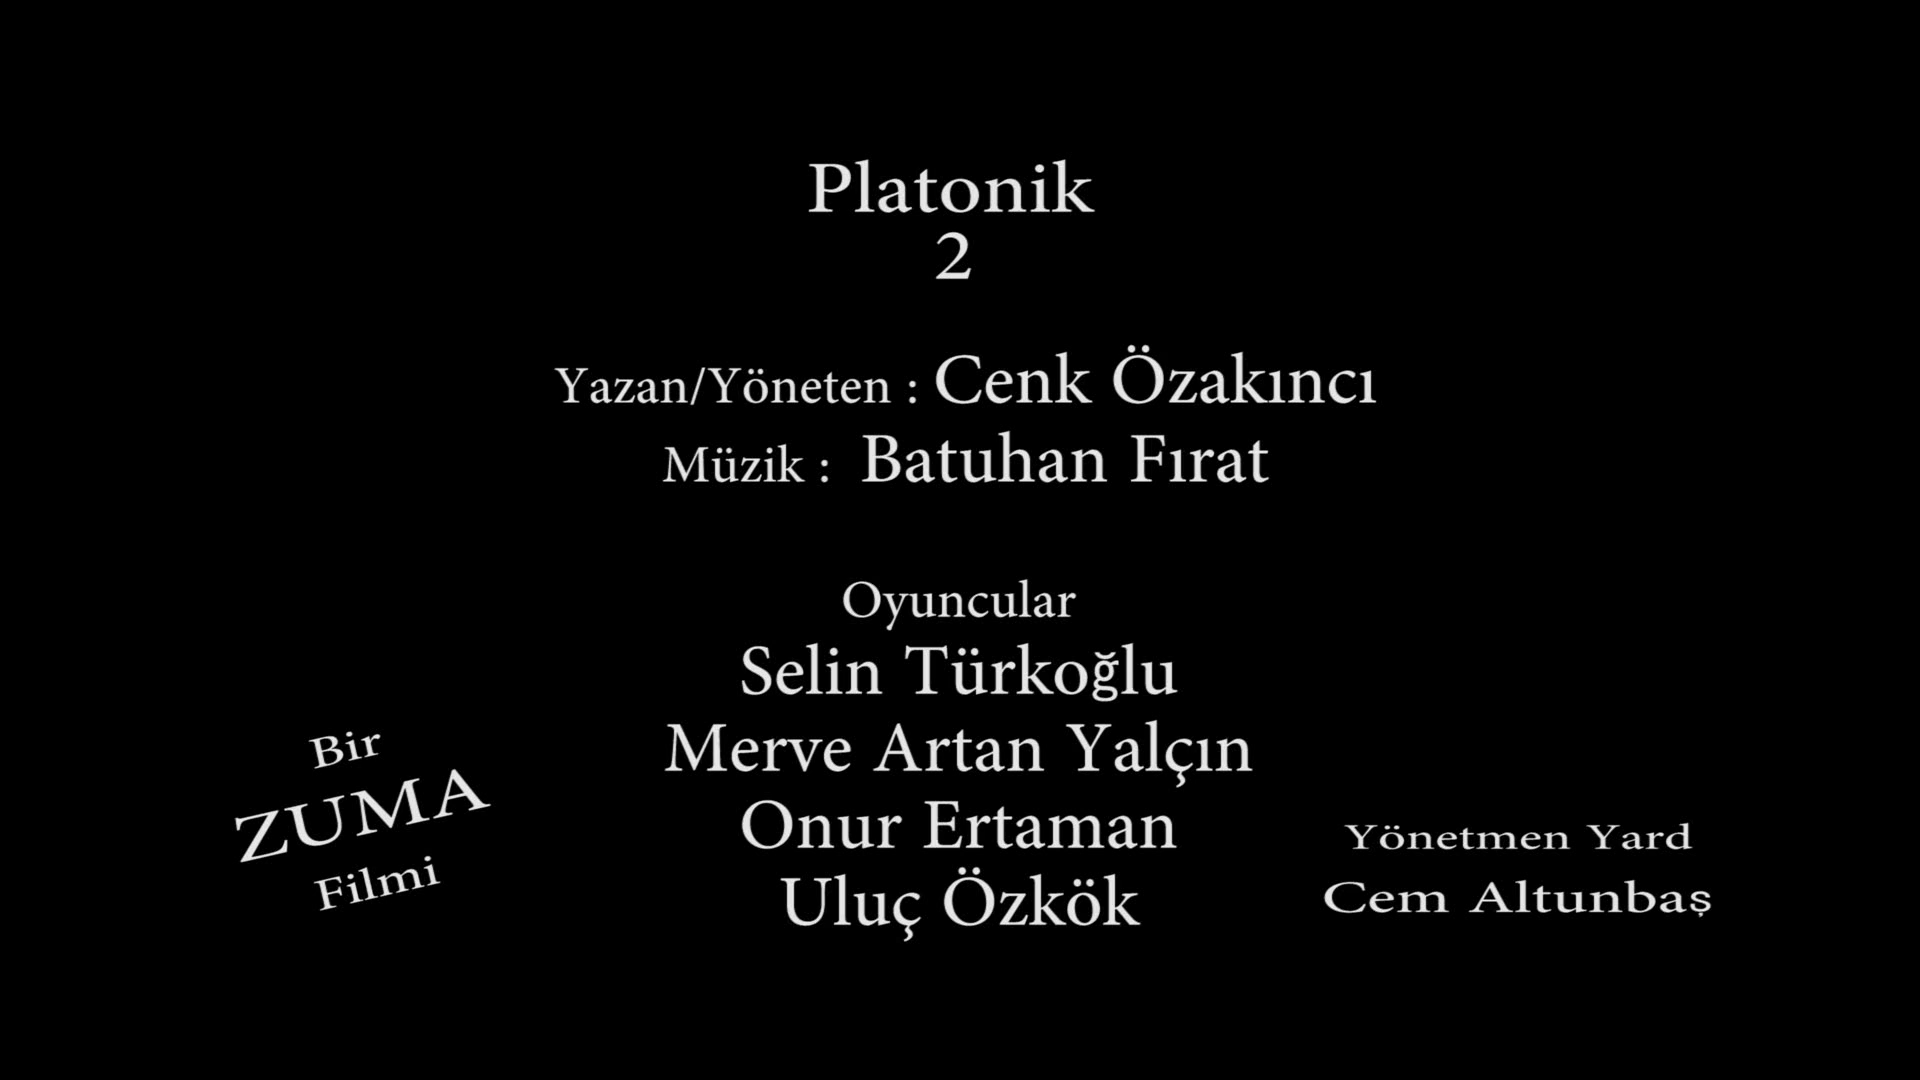 Platonik
2
Yazan/Yöneten : Cenk Özakıncı
Müzik : Batuhan Fırat
Oyuncular
Selin Türkoğlu
Merve Artan Yalçın
Onur Ertaman
Uluç Özkök
Bir
ZUMA
Filmi
Yönetmen Yard
Cem Altunbaş